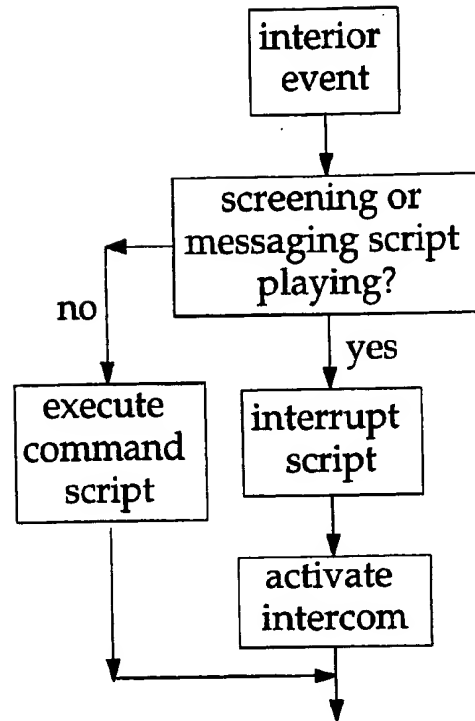 interior
event
screening or
messaging script
playing?
no
yes
execute
command
script
interrupt
script
activate
intercom